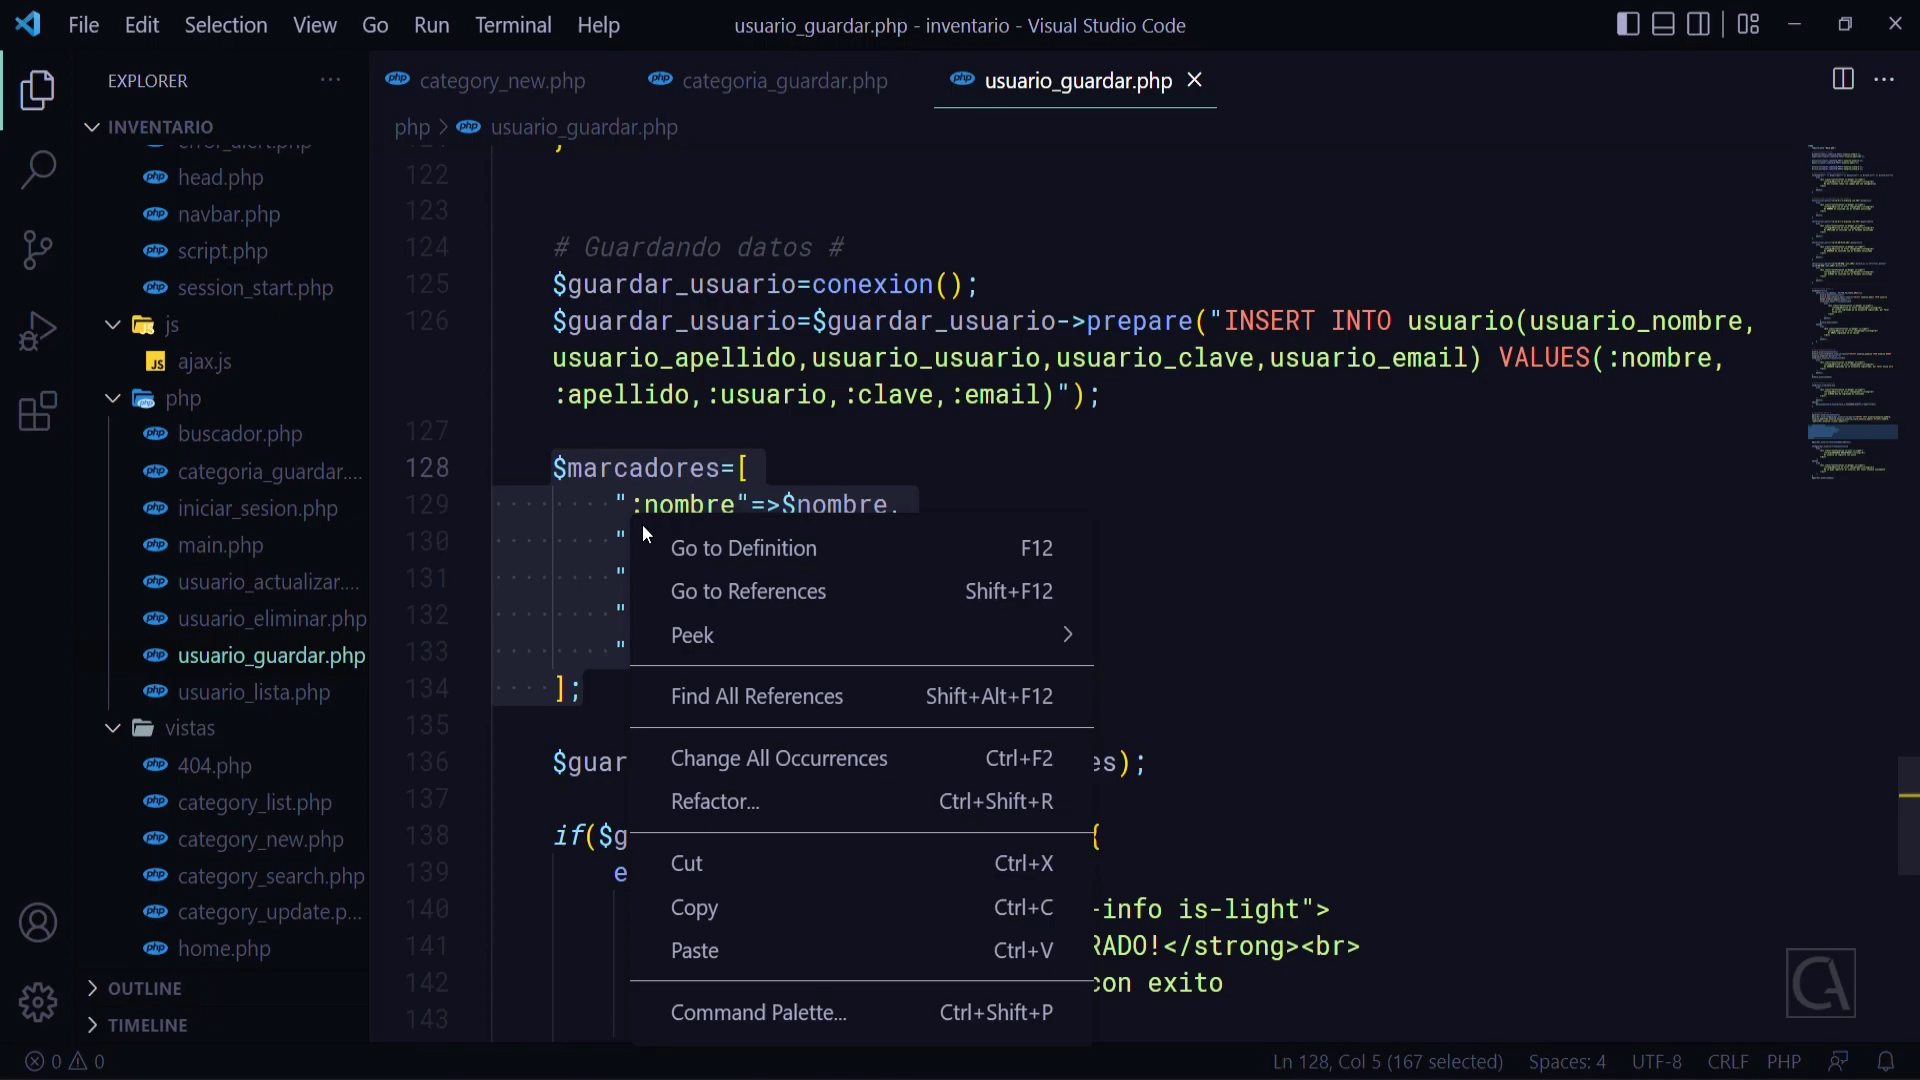 File Edit Selection View Go Run Terminal Help
usuario_guardar.php - inventario - Visual Studio Code
EXPLORER
INVENTARIO
head.php
navbar.php
script.php
session_start.php
js
ajax.js
php
buscador.php
categoria_guardar....
iniciar_sesion.php
main.php
usuario_actualizar....
usuario_eliminar.php
usuario_guardar.php
usuario_lista.php
vistas
404.php
category_list.php
category_new.php
category_search.php
category_update.p...
home.php
OUTLINE
TIMELINE
category_new.php
categoria_guardar.php
usuario_guardar.php
php > usuario_guardar.php
122
123
124 # Guardando datos #
125 $guardar_usuario=conexion();
126 $guardar_usuario=$guardar_usuario->prepare("INSERT INTO usuario(usuario_nombre,
usuario_apellido,usuario_usuario,usuario_clave,usuario_email) VALUES(:nombre,
:apellido,:usuario,:clave,:email)");
127
128 $marcadores=[
129 ":nombre"=>$nombre,
130 "
131 "
132 "
133 "
134 ];
135
136 $guar es);
137
138 if($g {
139 e
140 -info is-light">
141 RADO!</strong><br>
142 con exito
143
Go to Definition F12
Go to References Shift+F12
Peek
Find All References Shift+Alt+F12
Change All Occurrences Ctrl+F2
Refactor... Ctrl+Shift+R
Cut Ctrl+X
Copy Ctrl+C
Paste Ctrl+V
Command Palette... Ctrl+Shift+P
CA
0 0
Ln 128, Col 5 (167 selected) Spaces: 4 UTF-8 CRLF PHP